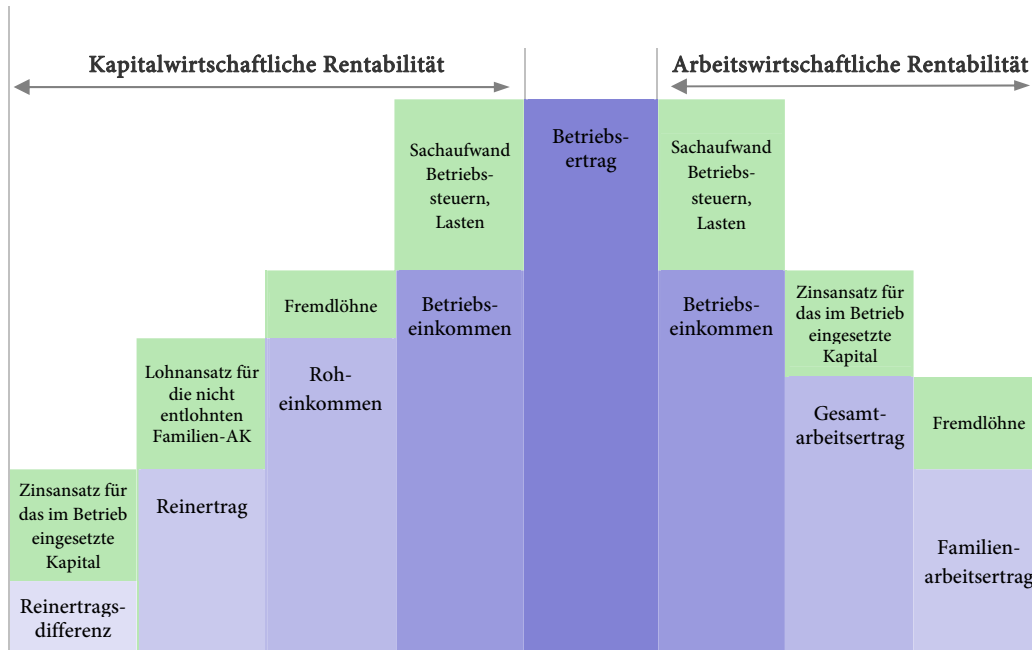 Kapitalwirtschaftliche Rentabilität
Arbeitswirtschaftliche Rentabilität
Zinsansatz für
das im Betrieb
eingesetzte
Kapital
Reinertrags-
differenz
Lohnansatz für
die nicht
entlohnten
Familien-AK
Reinertrag
Fremdlöhne
Roh-
einkommen
Sachaufwand
Betriebs-
steuern,
Lasten
Betriebs-
einkommen
Betriebs-
ertrag
Sachaufwand
Betriebs-
steuern,
Lasten
Betriebs-
einkommen
Zinsansatz für
das im Betrieb
eingesetzte
Kapital
Gesamt-
arbeitsertrag
Fremdlöhne
Familien-
arbeitsertrag